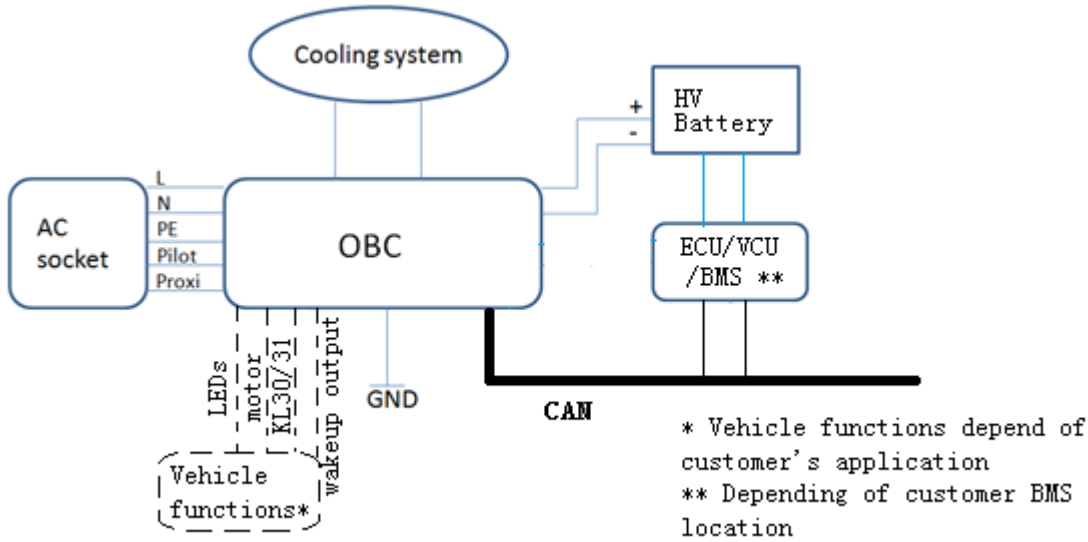 Cooling system
HV
Battery
+
-
L
N
PE
Pilot
Proxi
AC
socket
OBC
ECU/VCU
/BMS **
LEDs
motor
KL30/31
wakeup output
GND
CAN
Vehicle
functions*
* Vehicle functions depend of
customer's application
** Depending of customer BMS
location